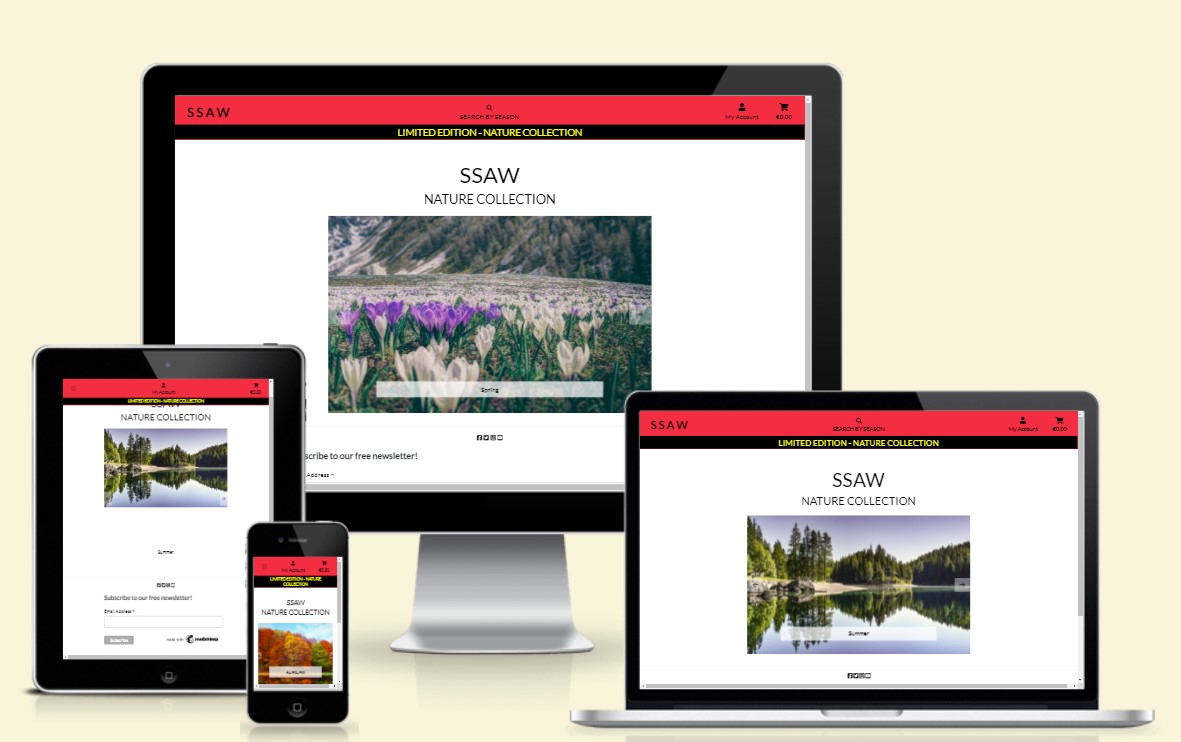 SSAW
SEARCH BY SEASON
My Account
€0.00
LIMITED EDITION - NATURE COLLECTION
SSAW
NATURE COLLECTION
Spring
scribe to our free newsletter!
Address *
My Account
€0.00
LIMITED EDITION - NATURE COLLECTION
SSAW
NATURE COLLECTION
Summer
Subscribe to our free newsletter!
Email Address *
Subscribe
made with mailchimp
My Account
€0.00
LIMITED EDITION - NATURE
COLLECTION
SSAW
NATURE COLLECTION
Autumn
SSAW
SEARCH BY SEASON
My Account
€0.00
LIMITED EDITION - NATURE COLLECTION
SSAW
NATURE COLLECTION
Summer